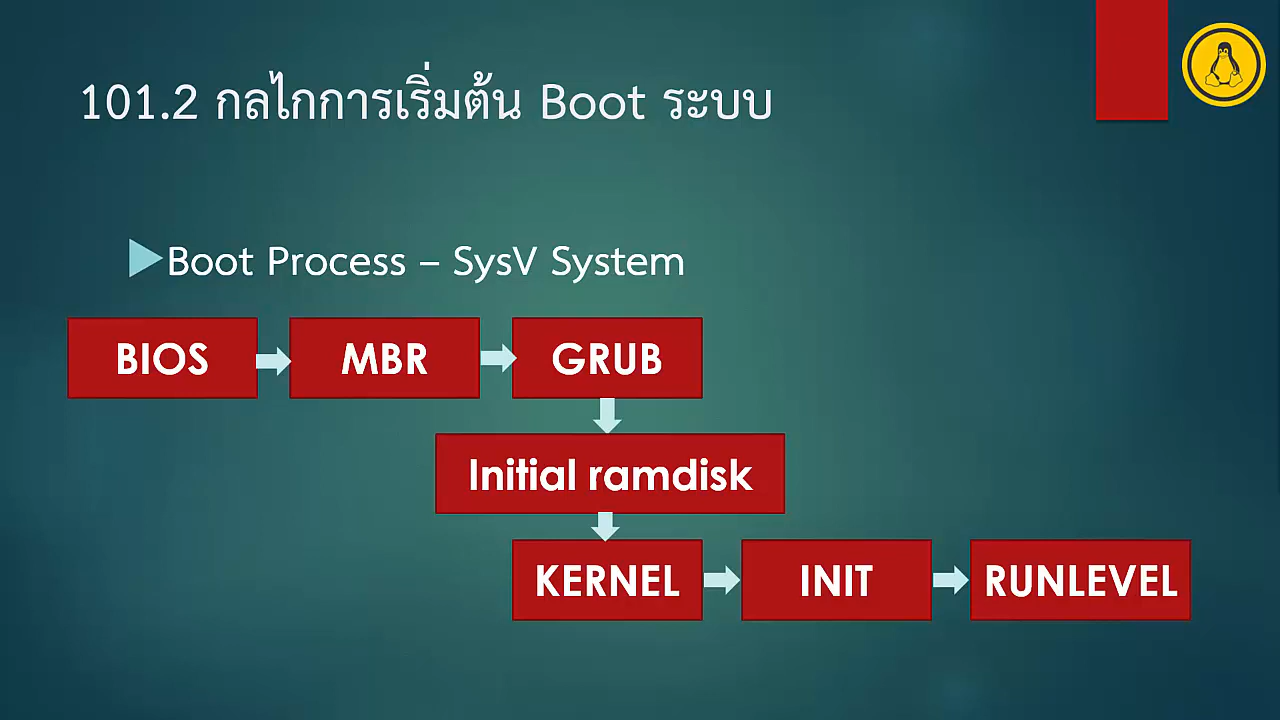 101.2 กลไกการเริ่มต้น Boot ระบบ
Boot Process – SysV System
BIOS
MBR
GRUB
Initial ramdisk
KERNEL
INIT
RUNLEVEL